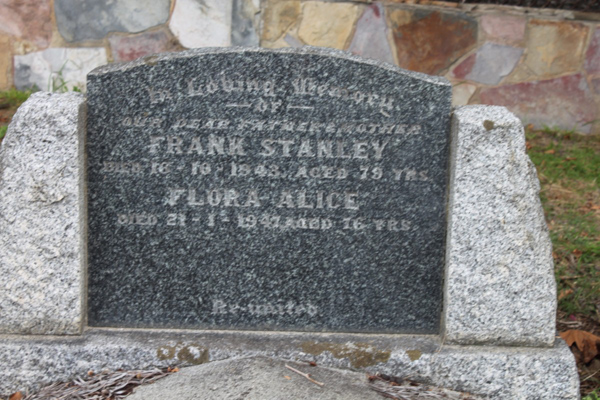 In Loving Memory
— OF —
OUR DEAR FATHER & MOTHER
FRANK STANLEY
DIED 16 · 10 · 1943. AGED 79 YRS.
FLORA ALICE
DIED 21 · 1 · 1947. AGED 76 YRS.
Re-united